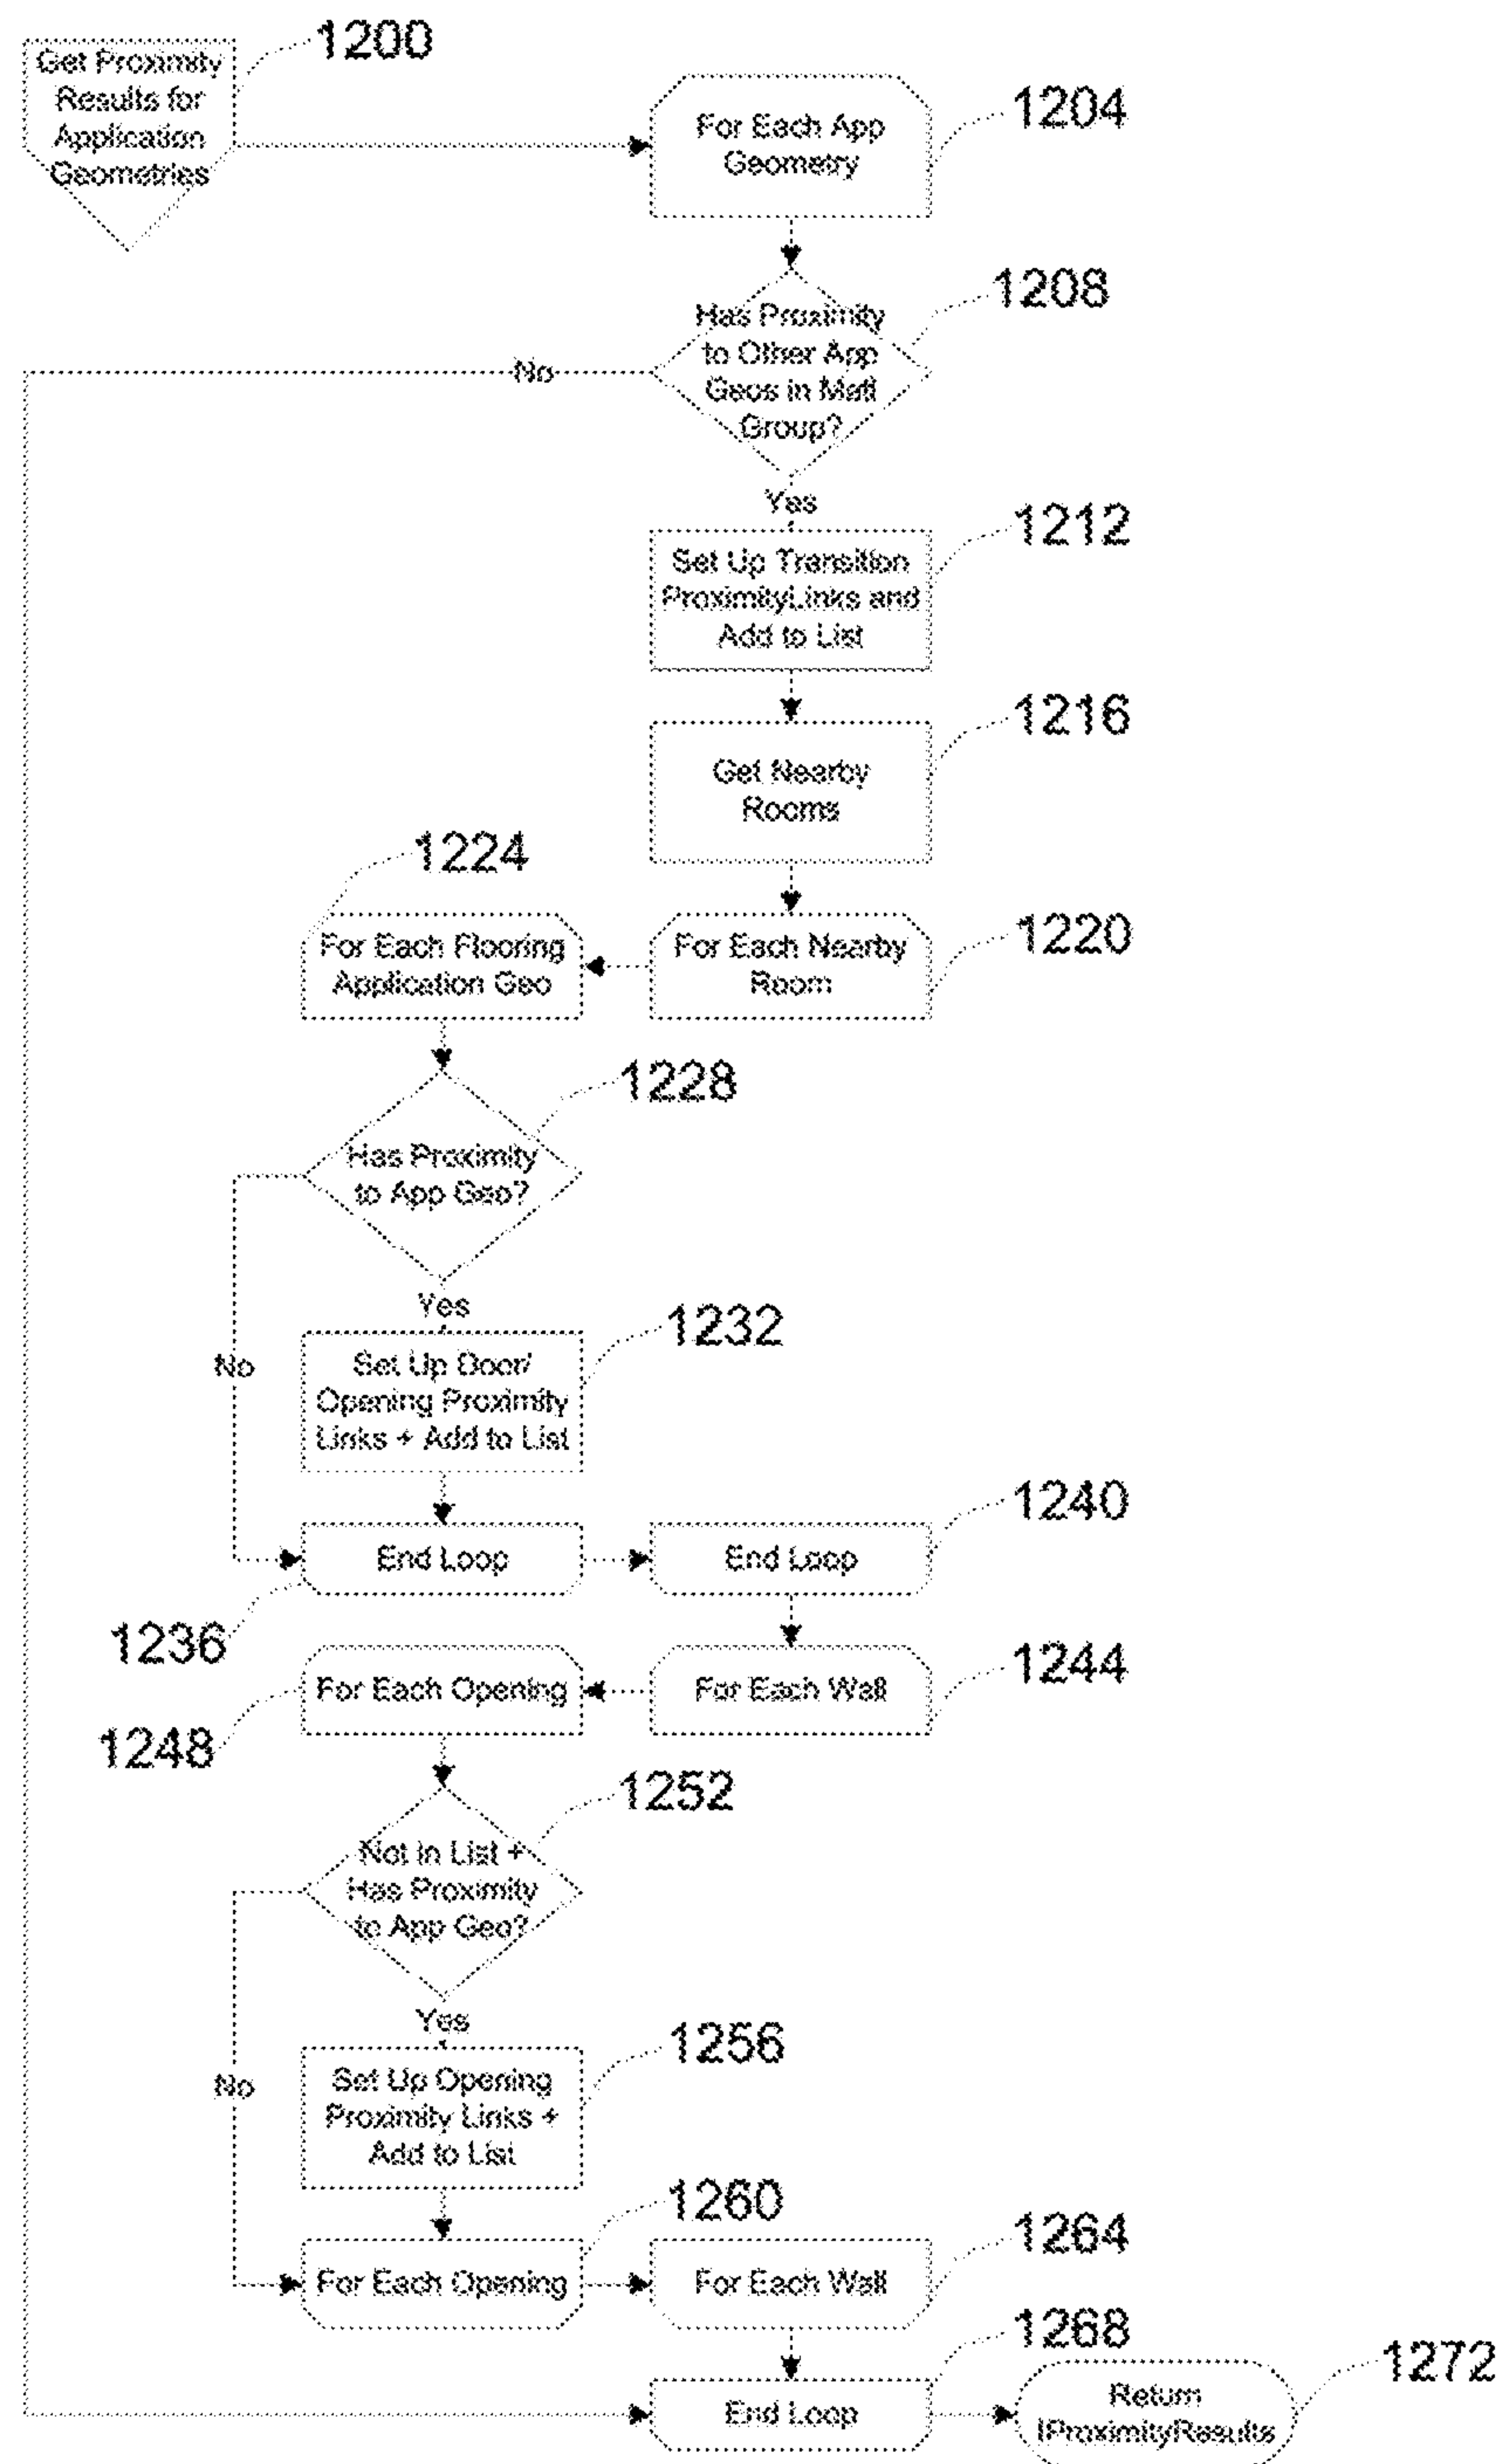 Get Proximity
Results for
Application
Geometries
1200
For Each App
Geometry
1204
Has Proximity
to Other App
Geos in Matl
Group?
1208
No
Yes
Set Up Transition
ProximityLinks and
Add to List
1212
Get Nearby
Rooms
1216
For Each Nearby
Room
1220
For Each Flooring
Application Geo
1224
Has Proximity
to App Geo?
1228
No
Yes
Set Up Door/
Opening Proximity
Links + Add to List
1232
End Loop
1236
End Loop
1240
For Each Wall
1244
For Each Opening
1248
Not in List +
Has Proximity
to App Geo?
1252
No
Yes
Set Up Opening
Proximity Links +
Add to List
1256
For Each Opening
1260
For Each Wall
1264
End Loop
1268
Return
IProximityResults
1272